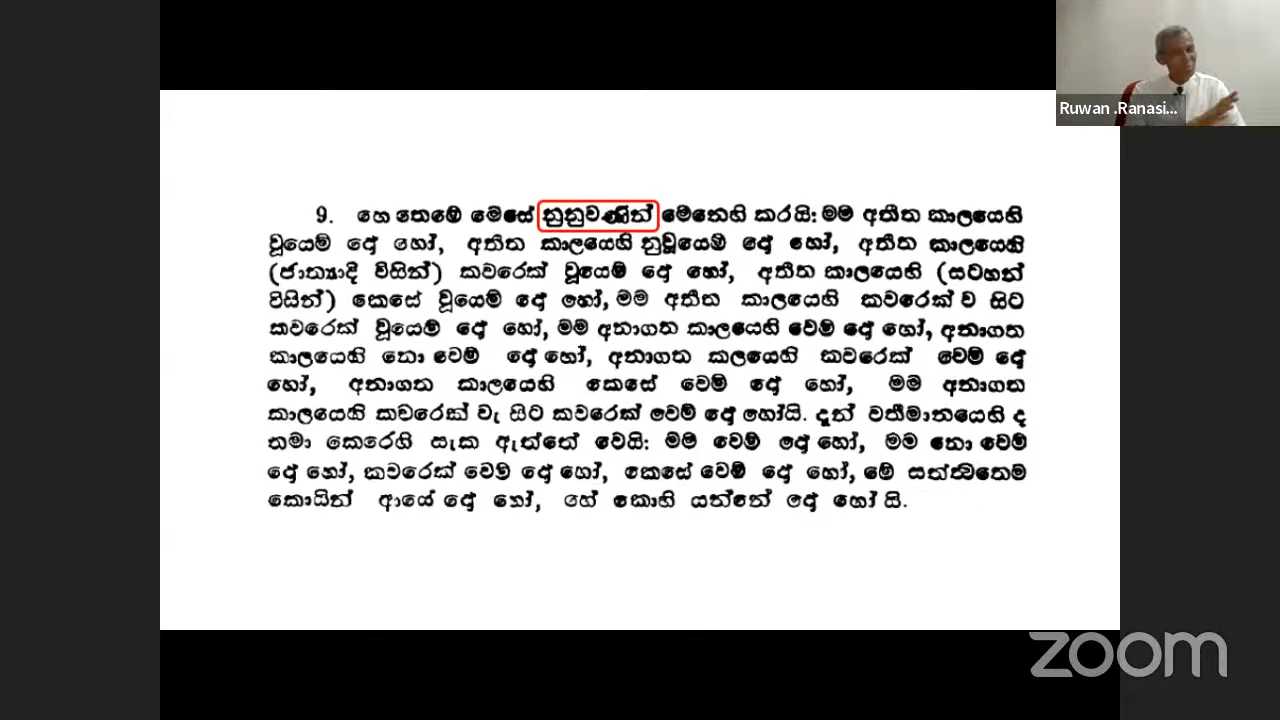 Ruwan .Ranasi...
9. හෙ තෙමේ මෙසේ නුනුවණින් මෙනෙහි කරයි: මම අතීත කාලයෙහි
වූයෙම් දෝ හෝ, අතීත කාලයෙහි නුවූයෙම් දෝ හෝ, අතීත කාලයෙහි
(ජාත්‍යාදි විසින්) කවරෙක් වූයෙම් දෝ හෝ, අතීත කාලයෙහි (සටහන්
විසින්) කෙසේ වූයෙම් දෝ හෝ, මම අතීත කාලයෙහි කවරෙක් ව සිට
කවරෙක් වූයෙම් දෝ හෝ, මම අනාගත කාලයෙහි වෙම් දෝ හෝ, අනාගත
කාලයෙහි නො වෙම් දෝ හෝ, අනාගත කලයෙහි කවරෙක් වෙම් දෝ
හෝ, අනාගත කාලයෙහි කෙසේ වෙම් දෝ හෝ, මම අනාගත
කාලයෙහි කවරෙක් වැ සිට කවරෙක් වෙම් දෝ හෝයි. දැන් වර්තමානයෙහි ද
තමා කෙරෙහි සැක ඇත්තේ වෙයි: මම වෙම් දෝ හෝ, මම නො වෙම්
දෝ හෝ, කවරෙක් වෙම් දෝ හෝ, කෙසේ වෙම් දෝ හෝ, මේ සත්ත්වතෙම
කොයින් ආයේ දෝ හෝ, හේ කොහි යන්නේ දෝ හෝ යි.
zoom